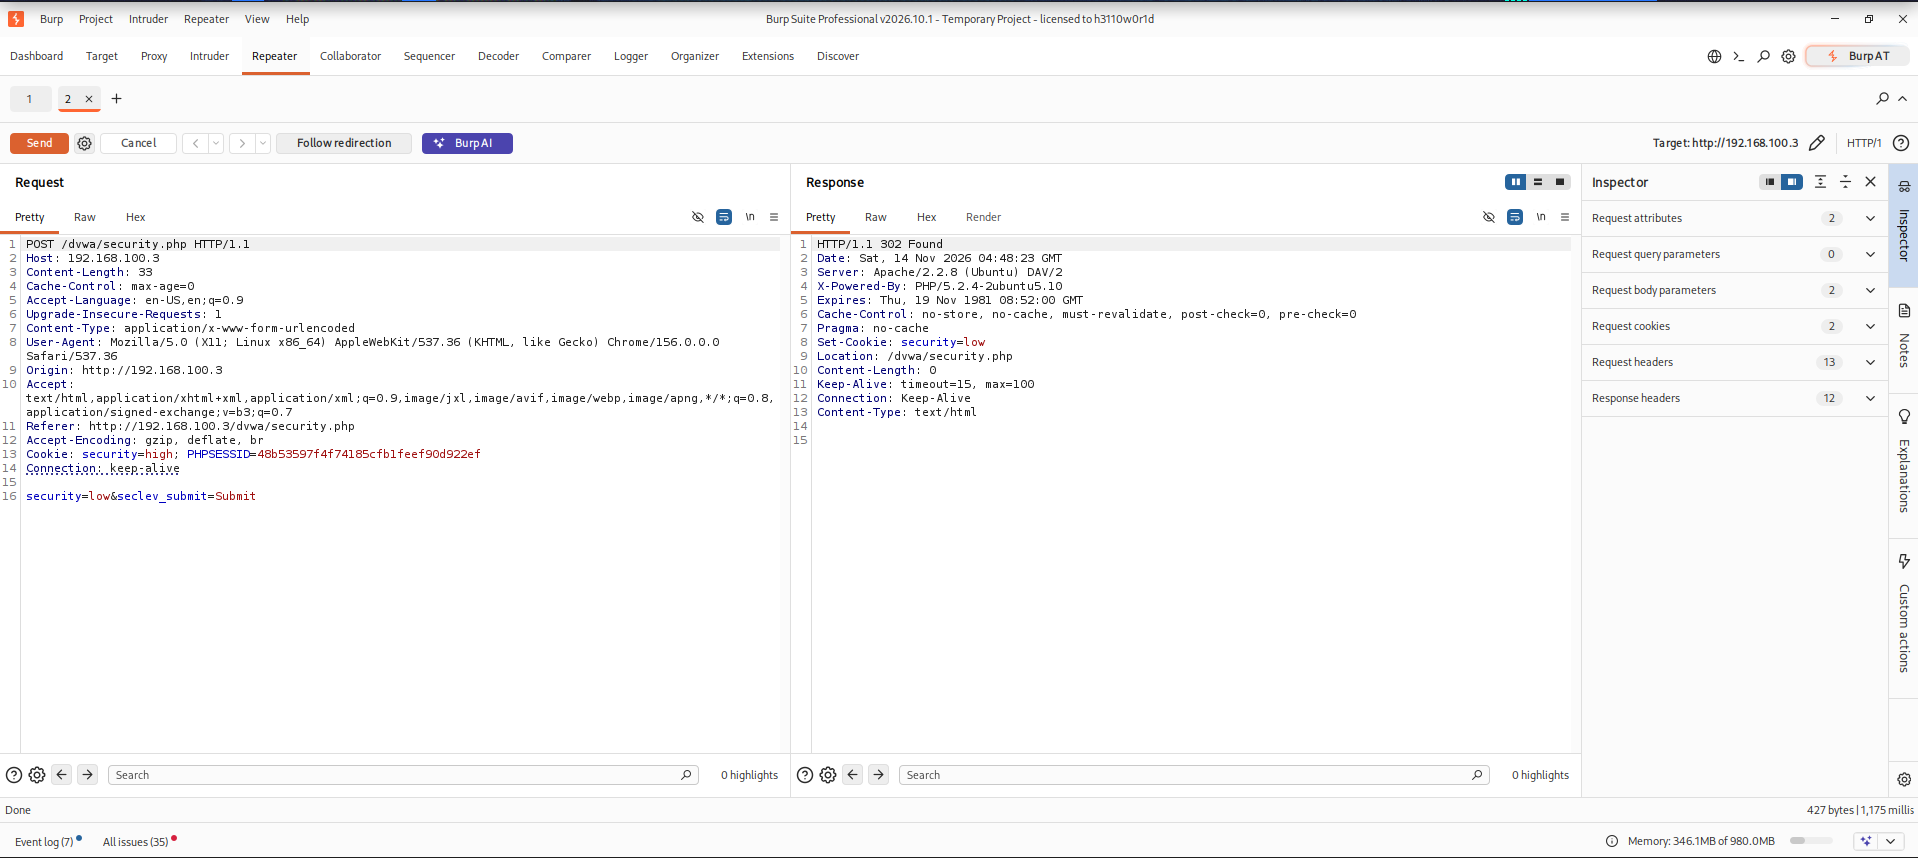 Burp Project Intruder Repeater View Help Burp Suite Professional v2026.10.1 - Temporary Project - licensed to h3110w0r1d
Dashboard Target Proxy Intruder Repeater Collaborator Sequencer Decoder Comparer Logger Organizer Extensions Discover Burp AT
1 2 × +
Send Cancel < > Follow redirection Burp AI Target: http://192.168.100.3 HTTP/1
Request
Pretty Raw Hex \n
1 POST /dvwa/security.php HTTP/1.1
2 Host: 192.168.100.3
3 Content-Length: 33
4 Cache-Control: max-age=0
5 Accept-Language: en-US,en;q=0.9
6 Upgrade-Insecure-Requests: 1
7 Content-Type: application/x-www-form-urlencoded
8 User-Agent: Mozilla/5.0 (X11; Linux x86_64) AppleWebKit/537.36 (KHTML, like Gecko) Chrome/156.0.0.0
Safari/537.36
9 Origin: http://192.168.100.3
10 Accept:
text/html,application/xhtml+xml,application/xml;q=0.9,image/jxl,image/avif,image/webp,image/apng,*/*;q=0.8,
application/signed-exchange;v=b3;q=0.7
11 Referer: http://192.168.100.3/dvwa/security.php
12 Accept-Encoding: gzip, deflate, br
13 Cookie: security=high; PHPSESSID=48b53597f4f74185cfb1feef90d922ef
14 Connection: keep-alive
15
16 security=low&seclev_submit=Submit
Search 0 highlights
Response
Pretty Raw Hex Render \n
1 HTTP/1.1 302 Found
2 Date: Sat, 14 Nov 2026 04:48:23 GMT
3 Server: Apache/2.2.8 (Ubuntu) DAV/2
4 X-Powered-By: PHP/5.2.4-2ubuntu5.10
5 Expires: Thu, 19 Nov 1981 08:52:00 GMT
6 Cache-Control: no-store, no-cache, must-revalidate, post-check=0, pre-check=0
7 Pragma: no-cache
8 Set-Cookie: security=low
9 Location: /dvwa/security.php
10 Content-Length: 0
11 Keep-Alive: timeout=15, max=100
12 Connection: Keep-Alive
13 Content-Type: text/html
14
15
Search 0 highlights
Inspector
Request attributes 2
Request query parameters 0
Request body parameters 2
Request cookies 2
Request headers 13
Response headers 12
Inspector
Notes
Explanations
Custom actions
Done 427 bytes | 1,175 millis
Event log (7) All issues (35) Memory: 346.1MB of 980.0MB